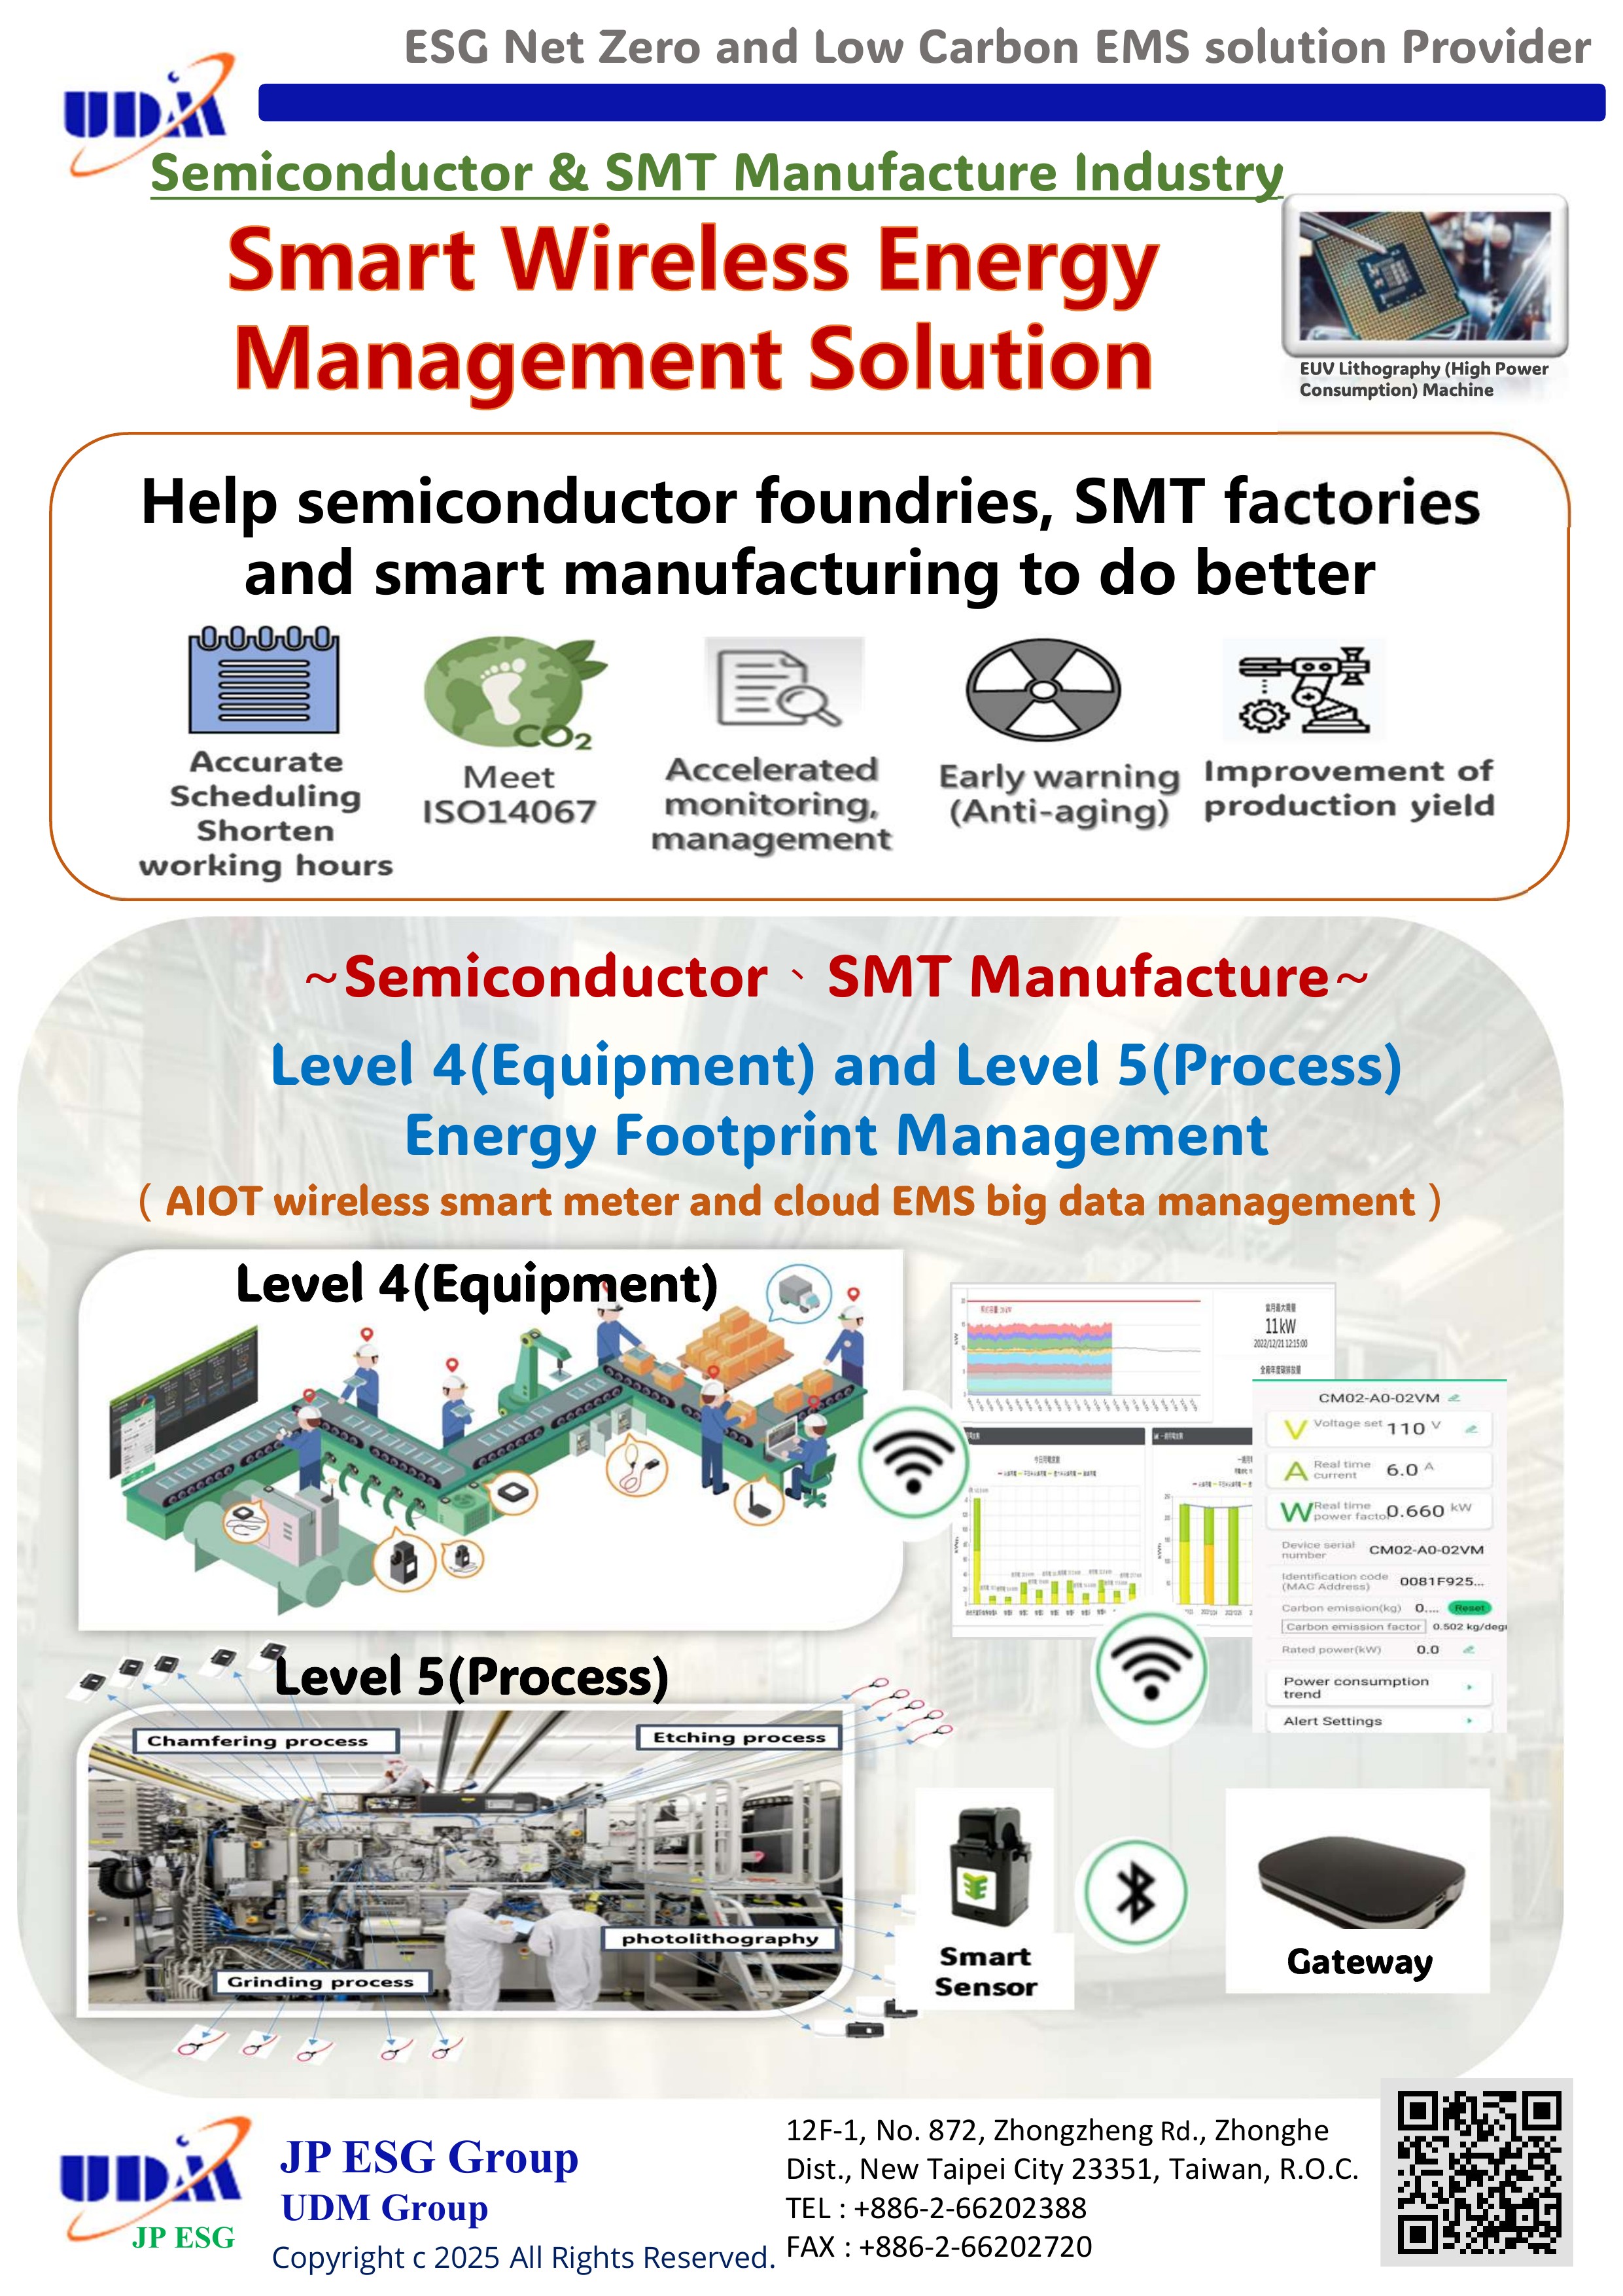 ESG Net Zero and Low Carbon EMS solution Provider
UDM
Semiconductor & SMT Manufacture Industry
Smart Wireless Energy
Management Solution
EUV Lithography (High Power
Consumption) Machine
Help semiconductor foundries, SMT factories
and smart manufacturing to do better
Accurate
Scheduling
Shorten
working hours
CO2
Meet
ISO14067
Accelerated
monitoring,
management
Early warning
(Anti-aging)
Improvement of
production yield
~Semiconductor、SMT Manufacture~
Level 4(Equipment) and Level 5(Process)
Energy Footprint Management
( AIOT wireless smart meter and cloud EMS big data management )
Level 4(Equipment)
11kW
2022/12/21 12:15:00
CM02-A0-02VM
V Voltage set 110 V
A Real time
current 6.0 A
W Real time
power factor 0.660 kW
Device serial
number CM02-A0-02VM
Identification code
(MAC Address) 0081F925...
Carbon emission(kg) 0.... Reset
Carbon emission factor 0.502 kg/degr
Rated power(kW) 0.0
Power consumption
trend
Alert Settings
Level 5(Process)
Chamfering process
Etching process
photolithography
Grinding process
Smart
Sensor
Gateway
UDM
JP ESG
JP ESG Group
UDM Group
Copyright c 2025 All Rights Reserved.
12F-1, No. 872, Zhongzheng Rd., Zhonghe
Dist., New Taipei City 23351, Taiwan, R.O.C.
TEL : +886-2-66202388
FAX : +886-2-66202720